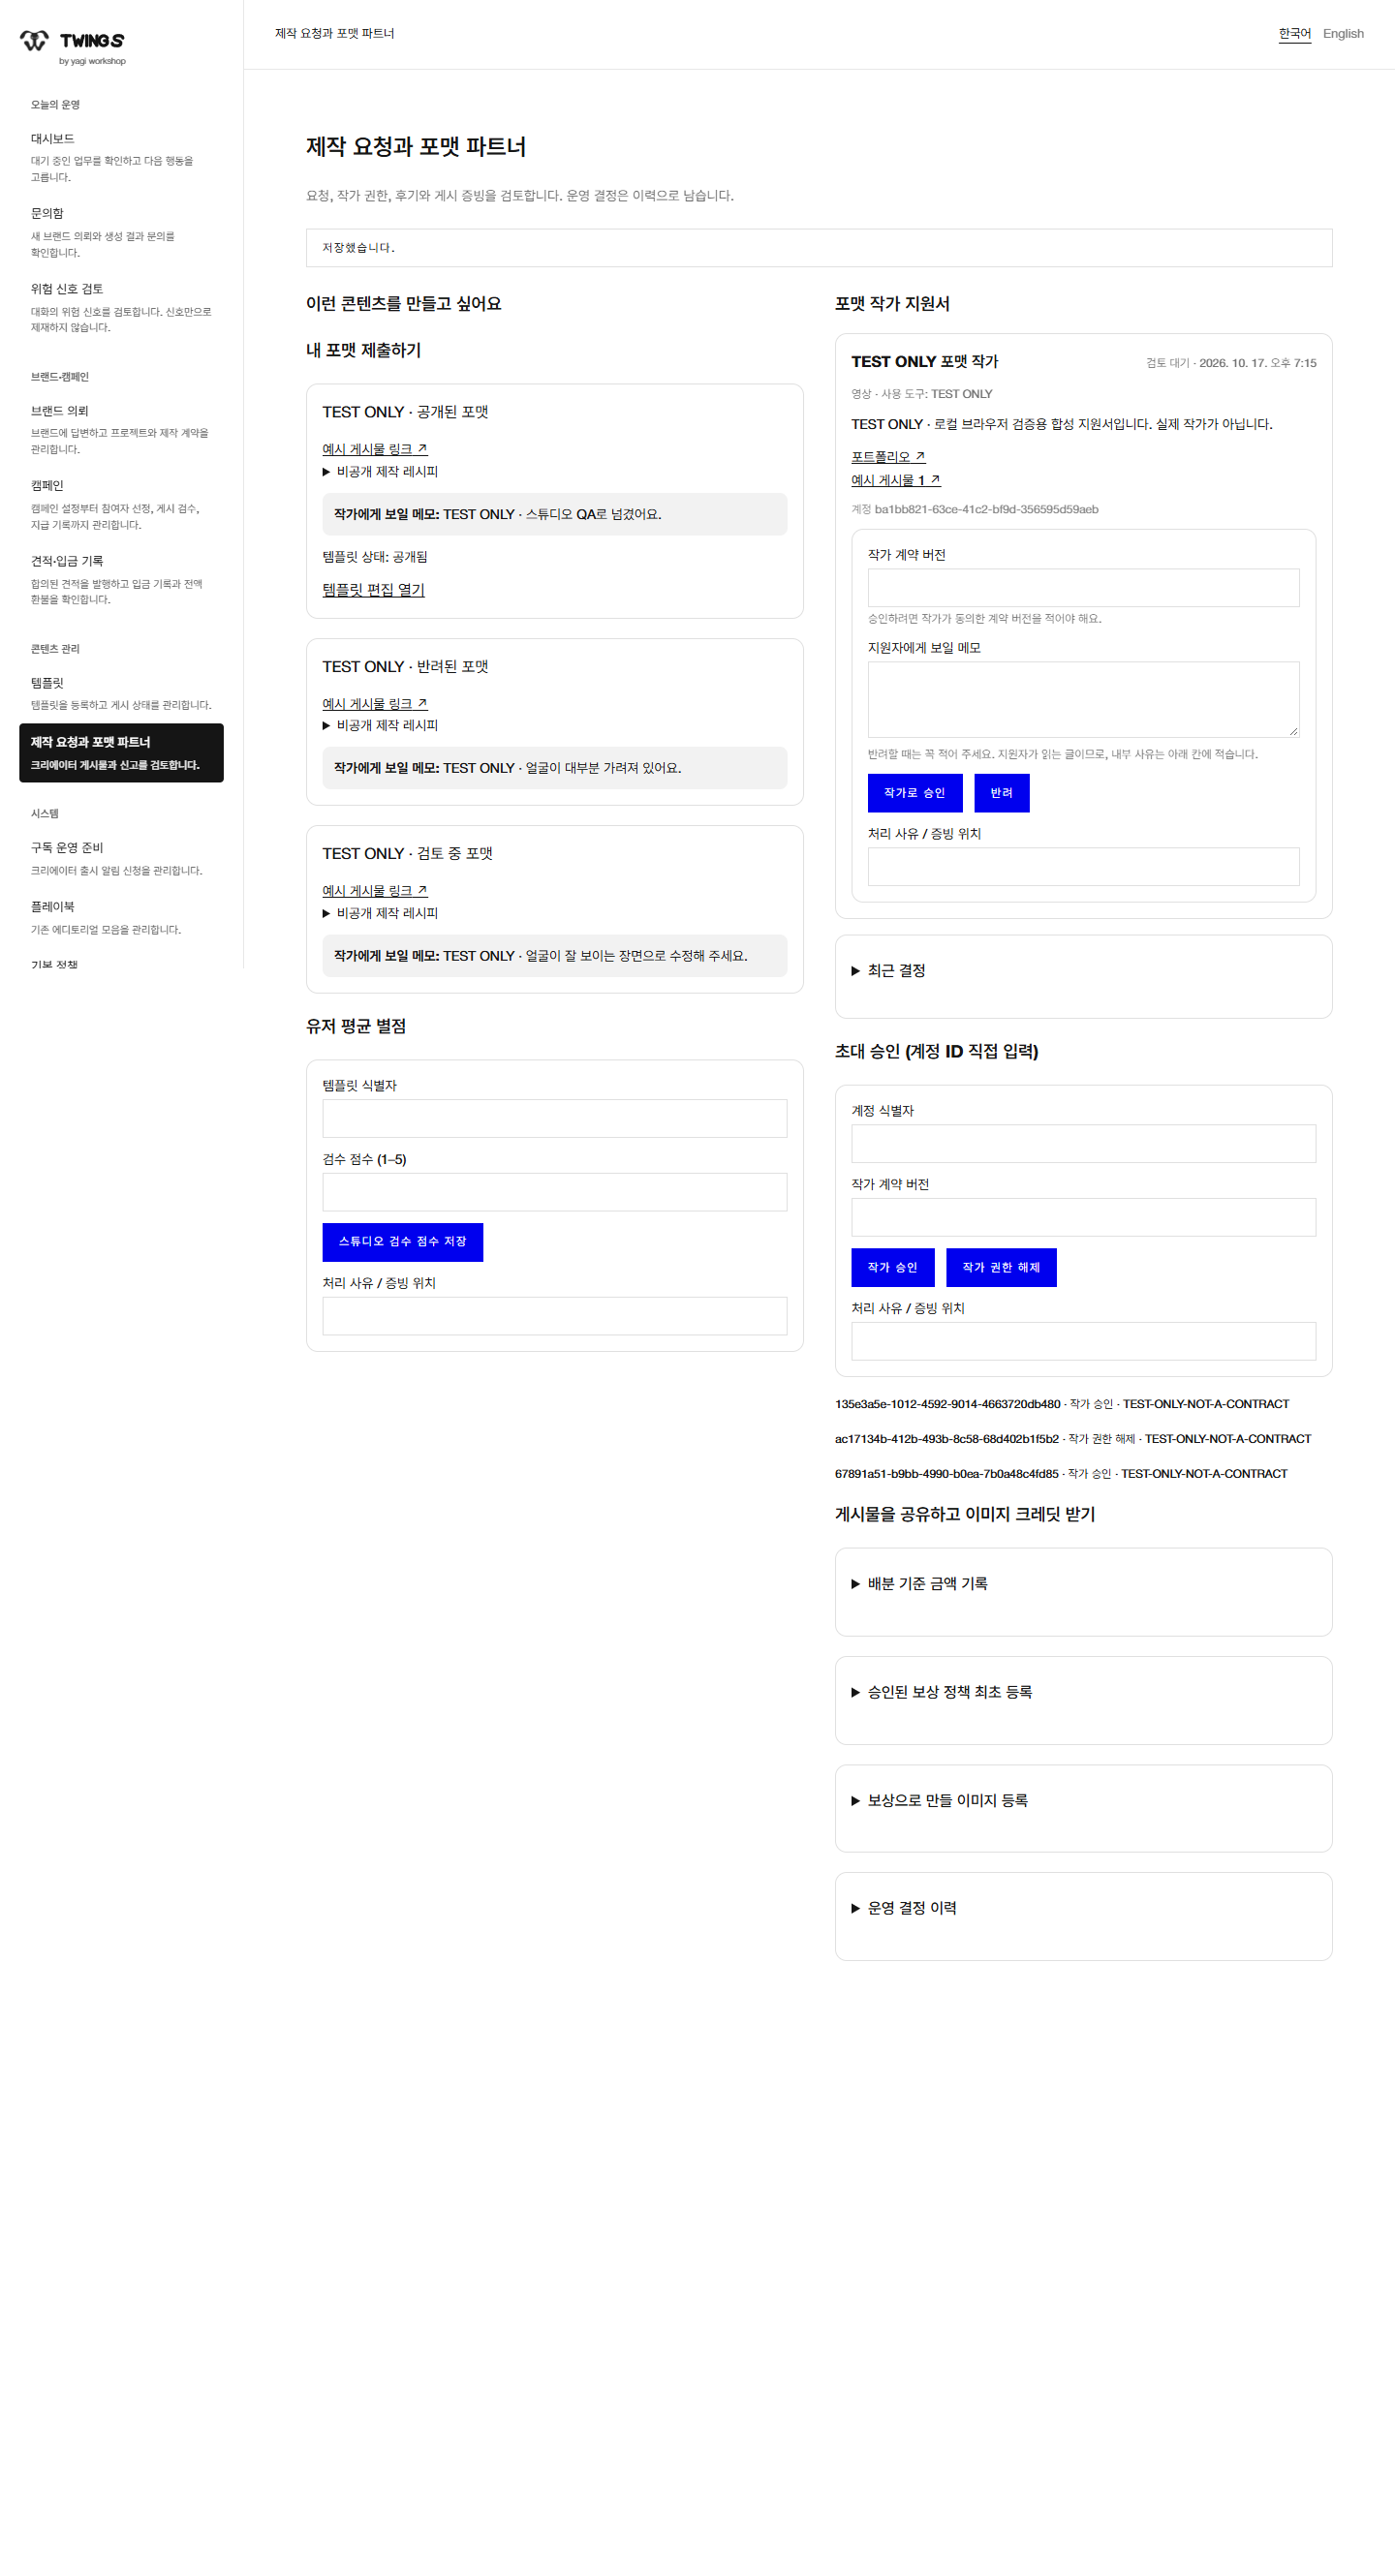 TWINGS
by yagi workshop
오늘의 운영
대시보드
대기 중인 업무를 확인하고 다음 행동을
고릅니다.
문의함
새 브랜드 의뢰와 생성 결과 문의를
확인합니다.
위험 신호 검토
대화의 위험 신호를 검토합니다. 신호만으로
제재하지 않습니다.
브랜드·캠페인
브랜드 의뢰
브랜드에 답변하고 프로젝트와 제작 계약을
관리합니다.
캠페인
캠페인 설정부터 참여자 선정, 게시 검수,
지급 기록까지 관리합니다.
견적·입금 기록
합의된 견적을 발행하고 입금 기록과 전액
환불을 확인합니다.
콘텐츠 관리
템플릿
템플릿을 등록하고 게시 상태를 관리합니다.
제작 요청과 포맷 파트너
크리에이터 게시물과 신고를 검토합니다.
시스템
구독 운영 준비
크리에이터 출시 알림 신청을 관리합니다.
플레이북
기존 에디토리얼 모음을 관리합니다.
기본 정책
제작 요청과 포맷 파트너
한국어 English
제작 요청과 포맷 파트너
요청, 작가 권한, 후기와 게시 증빙을 검토합니다. 운영 결정은 이력으로 남습니다.
저장했습니다.
이런 콘텐츠를 만들고 싶어요
내 포맷 제출하기
TEST ONLY · 공개된 포맷
예시 게시물 링크 ↗
▶ 비공개 제작 레시피
작가에게 보일 메모: TEST ONLY · 스튜디오 QA로 넘겼어요.
템플릿 상태: 공개됨
템플릿 편집 열기
TEST ONLY · 반려된 포맷
예시 게시물 링크 ↗
▶ 비공개 제작 레시피
작가에게 보일 메모: TEST ONLY · 얼굴이 대부분 가려져 있어요.
TEST ONLY · 검토 중 포맷
예시 게시물 링크 ↗
▶ 비공개 제작 레시피
작가에게 보일 메모: TEST ONLY · 얼굴이 잘 보이는 장면으로 수정해 주세요.
유저 평균 별점
템플릿 식별자
검수 점수 (1–5)
스튜디오 검수 점수 저장
처리 사유 / 증빙 위치
포맷 작가 지원서
TEST ONLY 포맷 작가
검토 대기 · 2026. 10. 17. 오후 7:15
영상 · 사용 도구: TEST ONLY
TEST ONLY · 로컬 브라우저 검증용 합성 지원서입니다. 실제 작가가 아닙니다.
포트폴리오 ↗
예시 게시물 1 ↗
계정 ba1bb821-63ce-41c2-bf9d-356595d59aeb
작가 계약 버전
승인하려면 작가가 동의한 계약 버전을 적어야 해요.
지원자에게 보일 메모
반려할 때는 꼭 적어 주세요. 지원자가 읽는 글이므로, 내부 사유는 아래 칸에 적습니다.
작가로 승인 반려
처리 사유 / 증빙 위치
▶ 최근 결정
초대 승인 (계정 ID 직접 입력)
계정 식별자
작가 계약 버전
작가 승인 작가 권한 해제
처리 사유 / 증빙 위치
135e3a5e-1012-4592-9014-4663720db480 · 작가 승인 · TEST-ONLY-NOT-A-CONTRACT
ac17134b-412b-493b-8c58-68d402b1f5b2 · 작가 권한 해제 · TEST-ONLY-NOT-A-CONTRACT
67891a51-b9bb-4990-b0ea-7b0a48c4fd85 · 작가 승인 · TEST-ONLY-NOT-A-CONTRACT
게시물을 공유하고 이미지 크레딧 받기
▶ 배분 기준 금액 기록
▶ 승인된 보상 정책 최초 등록
▶ 보상으로 만들 이미지 등록
▶ 운영 결정 이력